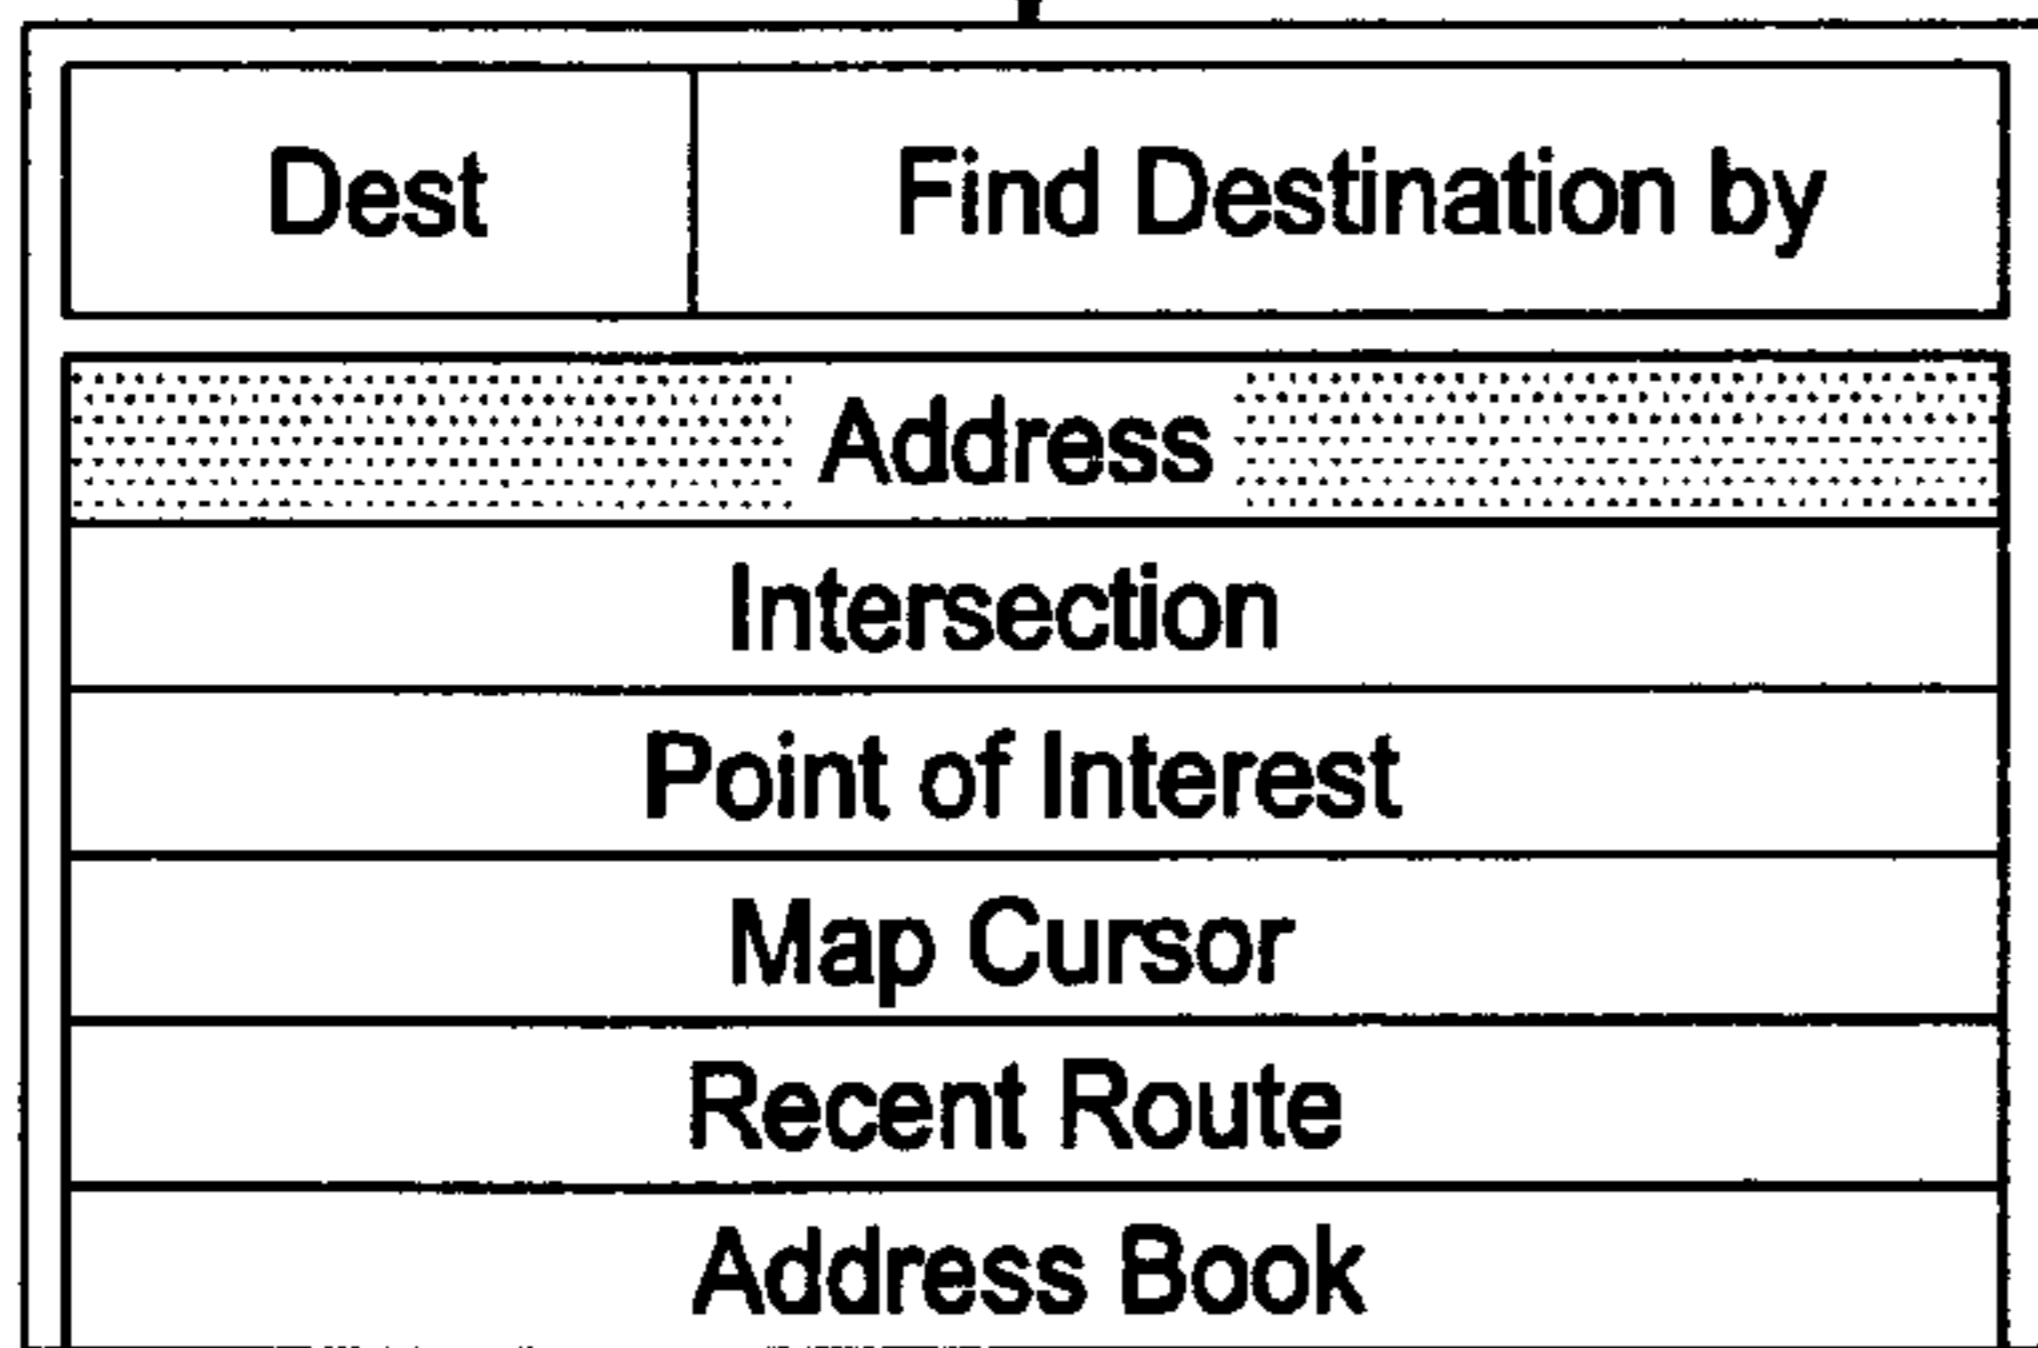 Dest Find Destination by
Address
Intersection
Point of Interest
Map Cursor
Recent Route
Address Book